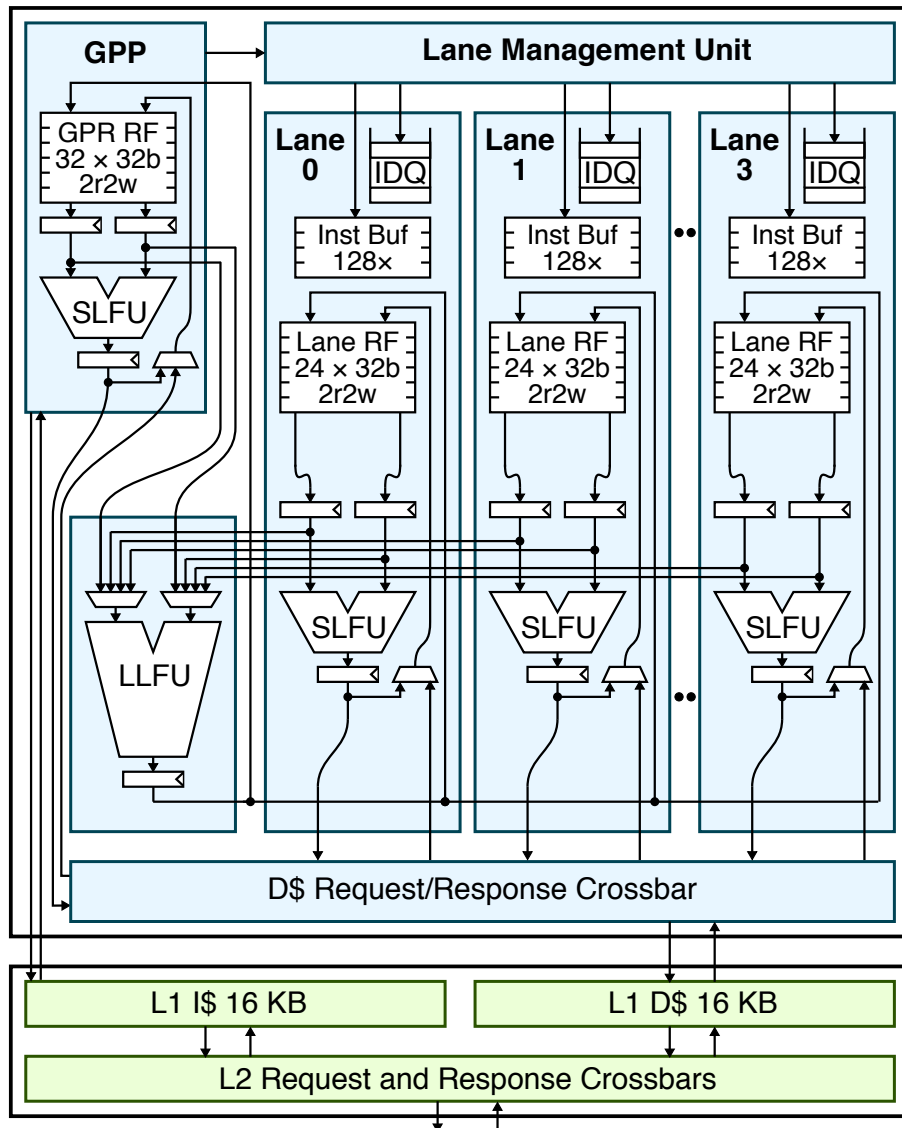 GPP
Lane Management Unit
GPR RF
32 × 32b
2r2w
SLFU
Lane
0
IDQ
Inst Buf
128×
Lane RF
24 × 32b
2r2w
SLFU
Lane
1
IDQ
Inst Buf
128×
Lane RF
24 × 32b
2r2w
SLFU
Lane
3
IDQ
Inst Buf
128×
Lane RF
24 × 32b
2r2w
SLFU
LLFU
D$ Request/Response Crossbar
L1 I$ 16 KB
L1 D$ 16 KB
L2 Request and Response Crossbars